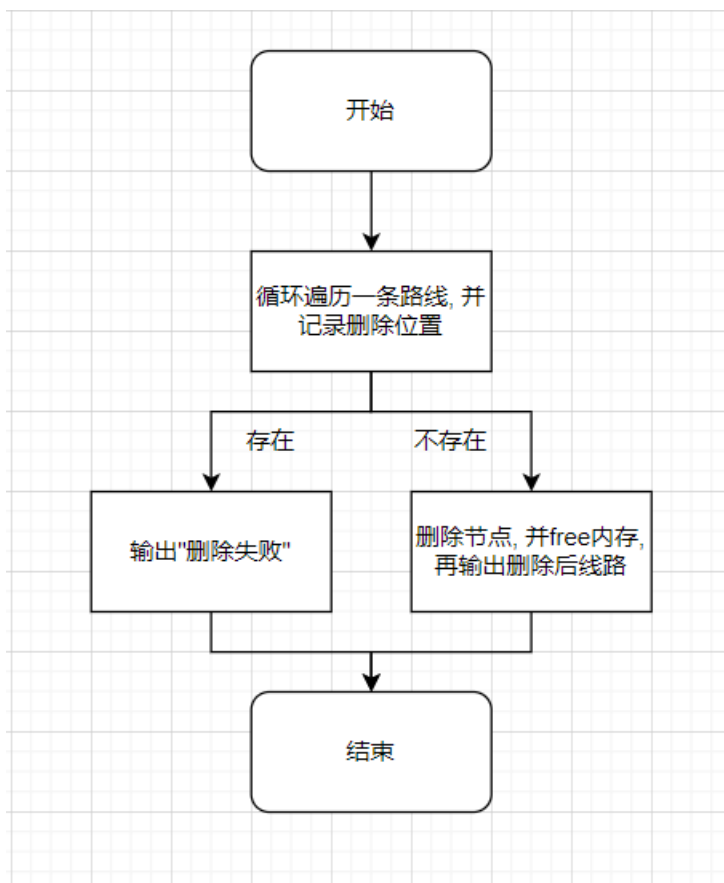 开始
循环遍历一条路线, 并
记录删除位置
存在
不存在
输出"删除失败"
删除节点, 并free内存,
再输出删除后线路
结束